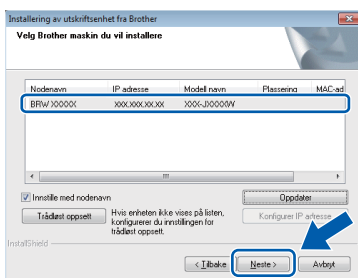 Installering av utskriftsenhet fra Brother
Velg Brother maskin du vil installere
Nodenavn IP adresse Modell navn Plassering MAC-ad
BRW XXXXX XXX.XXX.XX.XX XXX-JXXXXW
Innstille med nodenavn
Oppdater
Trådløst oppsett
Hvis enheten ikke vises på listen,
konfigurerer du innstillingen for
trådløst oppsett.
Konfigurer IP adresse
InstallShield
< Tilbake Neste > Avbryt